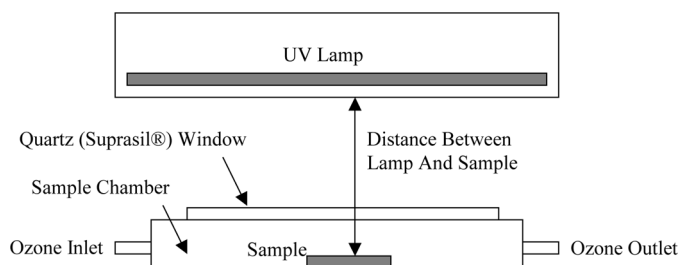 UV Lamp
Quartz (Suprasil®) Window
Distance Between
Lamp And Sample
Sample Chamber
Ozone Inlet
Sample
Ozone Outlet